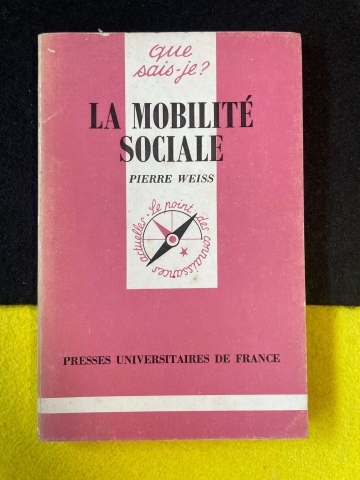 que
sais-je?
LA MOBILITÉ
SOCIALE
PIERRE WEISS
Le point des connaissances actuelles
PRESSES UNIVERSITAIRES DE FRANCE